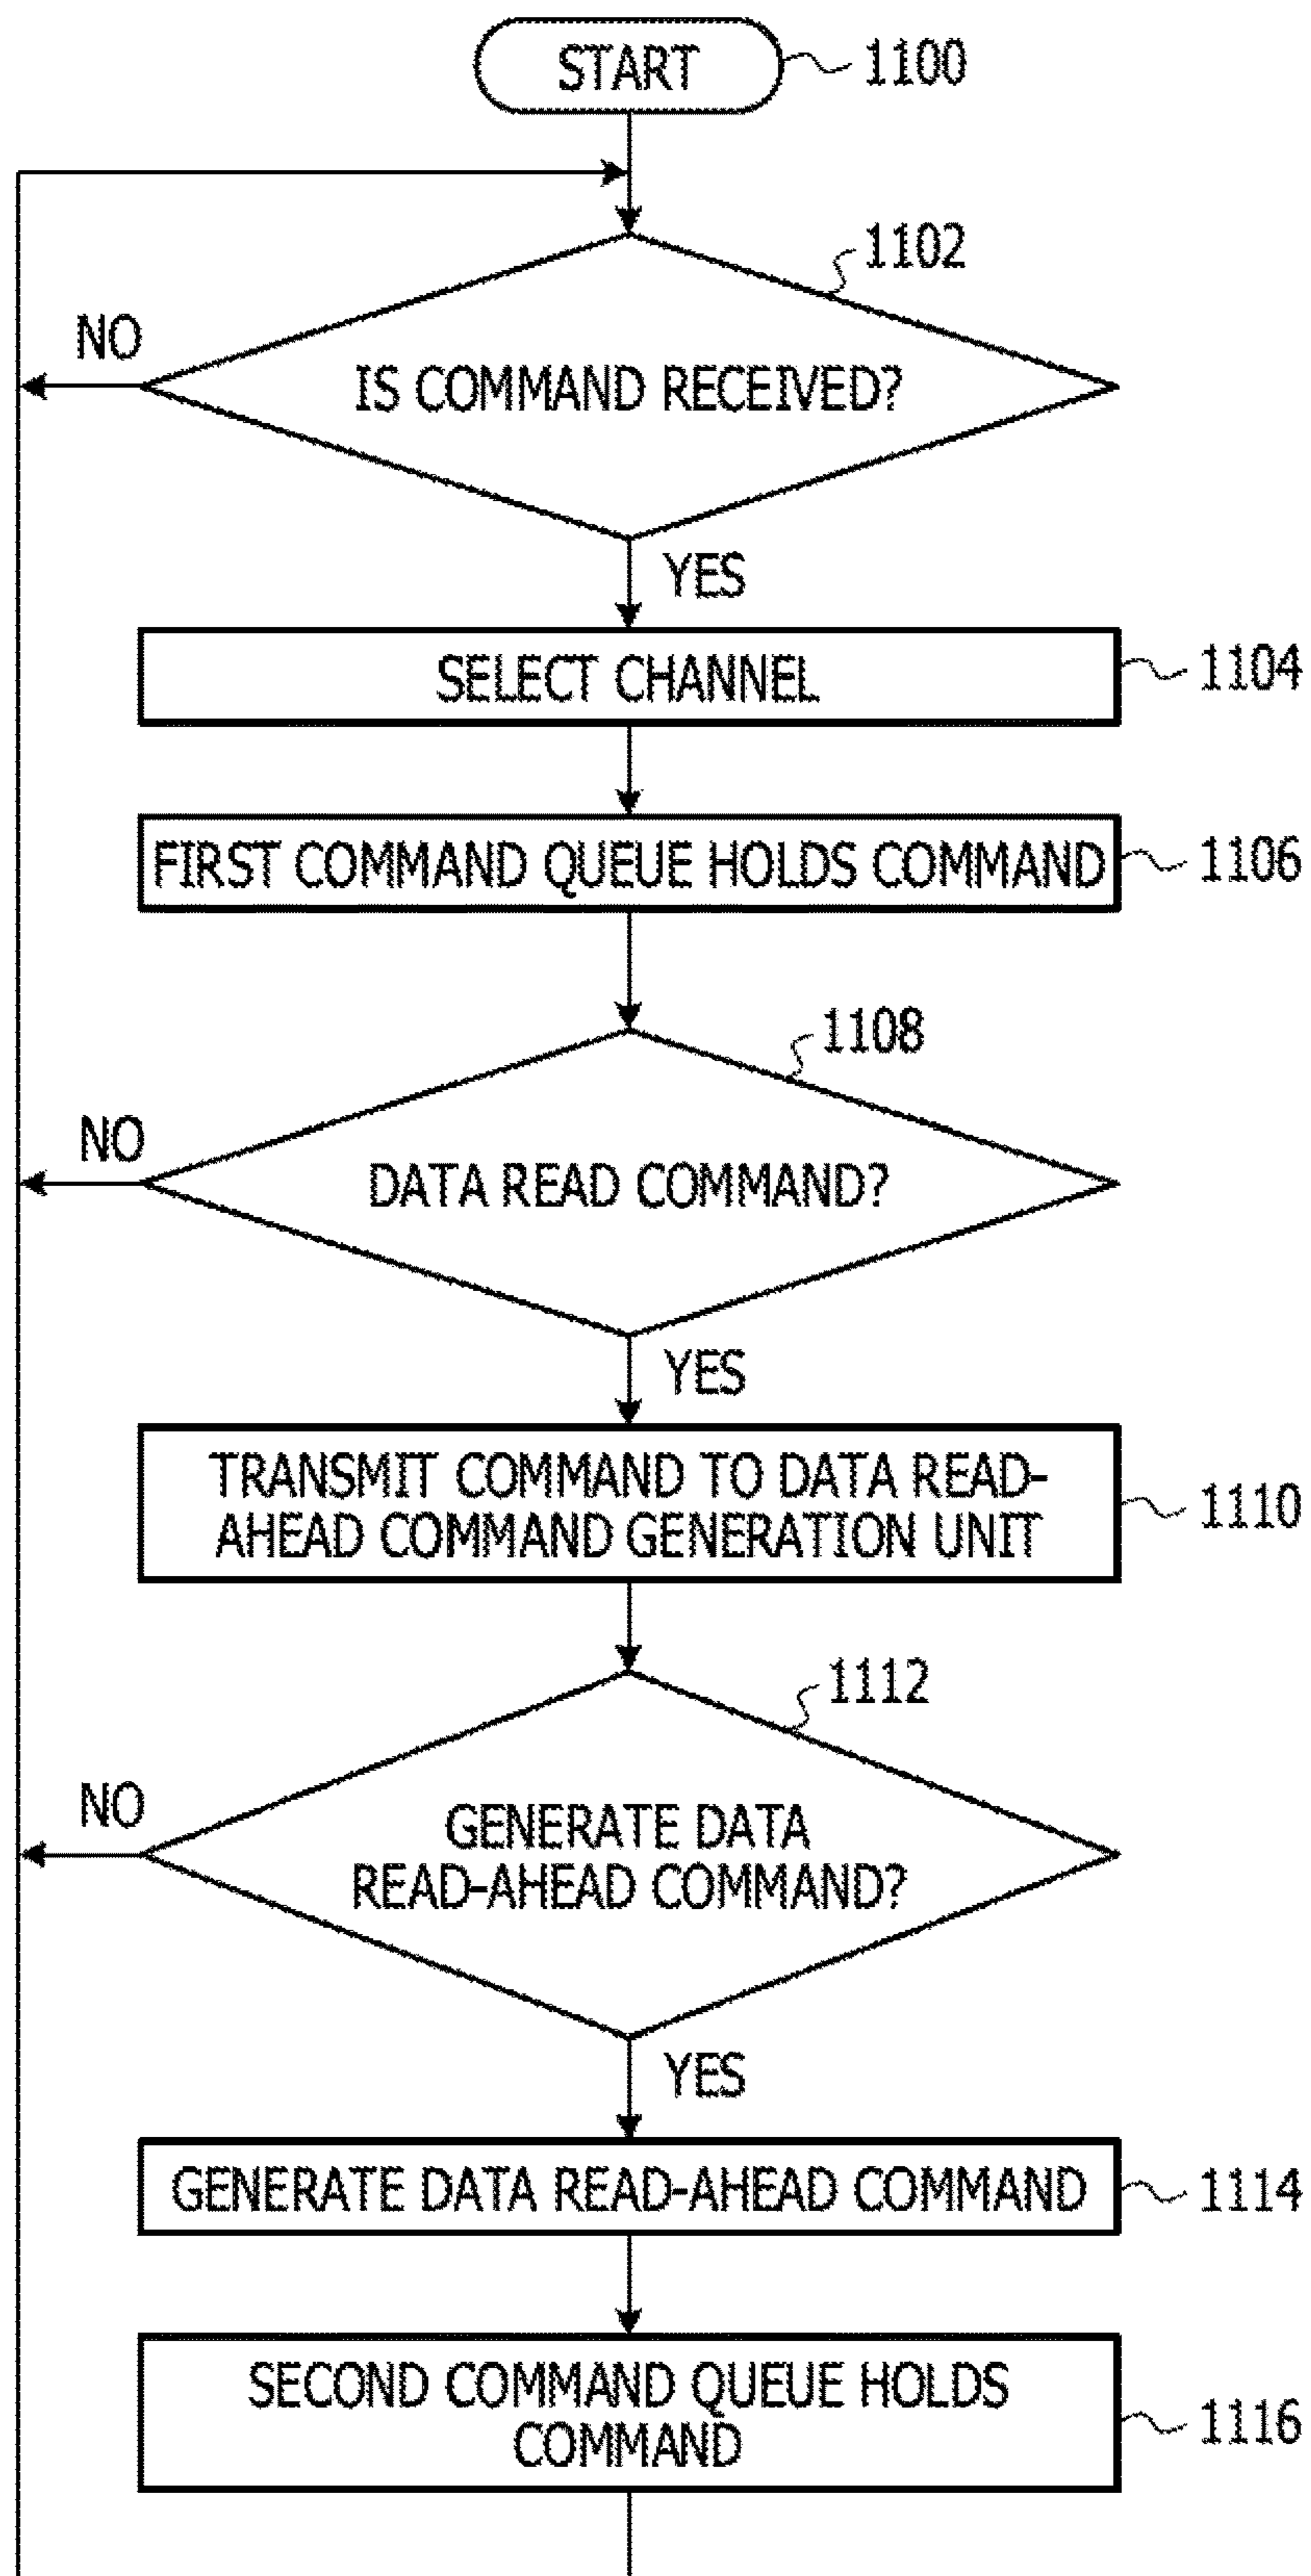 START
1100
1102
NO
IS COMMAND RECEIVED?
YES
SELECT CHANNEL
1104
FIRST COMMAND QUEUE HOLDS COMMAND
1106
1108
NO
DATA READ COMMAND?
YES
TRANSMIT COMMAND TO DATA READ-
AHEAD COMMAND GENERATION UNIT
1110
1112
NO
GENERATE DATA
READ-AHEAD COMMAND?
YES
GENERATE DATA READ-AHEAD COMMAND
1114
SECOND COMMAND QUEUE HOLDS
COMMAND
1116